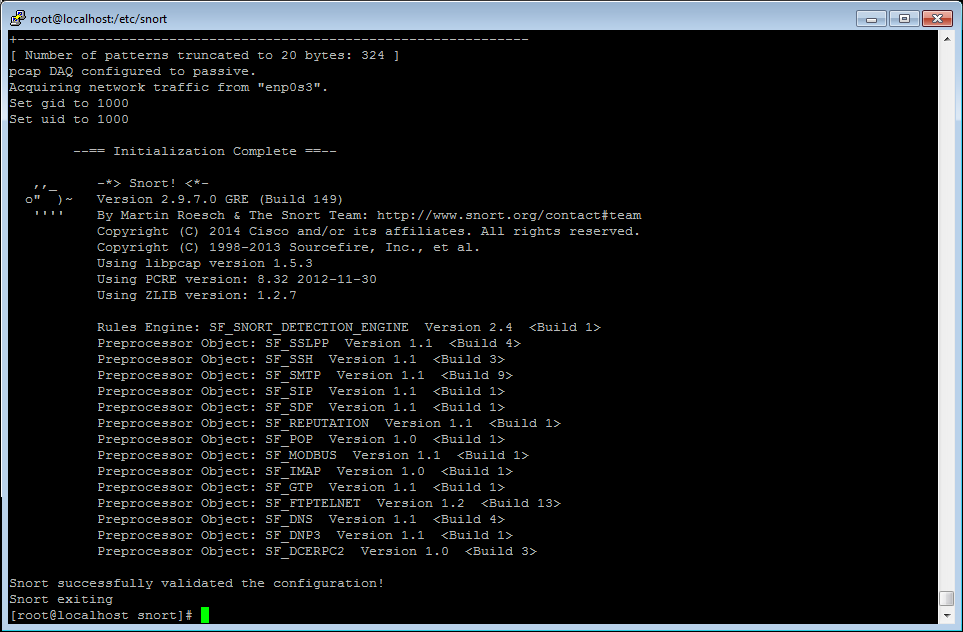 root@localhost:/etc/snort
+----------------------------------------------------------------
[ Number of patterns truncated to 20 bytes: 324 ]
pcap DAQ configured to passive.
Acquiring network traffic from "enp0s3".
Set gid to 1000
Set uid to 1000
--== Initialization Complete ==--
,,_     -*> Snort! <*-
o"  )~   Version 2.9.7.0 GRE (Build 149)
''''    By Martin Roesch & The Snort Team: http://www.snort.org/contact#team
Copyright (C) 2014 Cisco and/or its affiliates. All rights reserved.
Copyright (C) 1998-2013 Sourcefire, Inc., et al.
Using libpcap version 1.5.3
Using PCRE version: 8.32 2012-11-30
Using ZLIB version: 1.2.7
Rules Engine: SF_SNORT_DETECTION_ENGINE  Version 2.4  <Build 1>
Preprocessor Object: SF_SSLPP  Version 1.1  <Build 4>
Preprocessor Object: SF_SSH  Version 1.1  <Build 3>
Preprocessor Object: SF_SMTP  Version 1.1  <Build 9>
Preprocessor Object: SF_SIP  Version 1.1  <Build 1>
Preprocessor Object: SF_SDF  Version 1.1  <Build 1>
Preprocessor Object: SF_REPUTATION  Version 1.1  <Build 1>
Preprocessor Object: SF_POP  Version 1.0  <Build 1>
Preprocessor Object: SF_MODBUS  Version 1.1  <Build 1>
Preprocessor Object: SF_IMAP  Version 1.0  <Build 1>
Preprocessor Object: SF_GTP  Version 1.1  <Build 1>
Preprocessor Object: SF_FTPTELNET  Version 1.2  <Build 13>
Preprocessor Object: SF_DNS  Version 1.1  <Build 4>
Preprocessor Object: SF_DNP3  Version 1.1  <Build 1>
Preprocessor Object: SF_DCERPC2  Version 1.0  <Build 3>
Snort successfully validated the configuration!
Snort exiting
[root@localhost snort]#